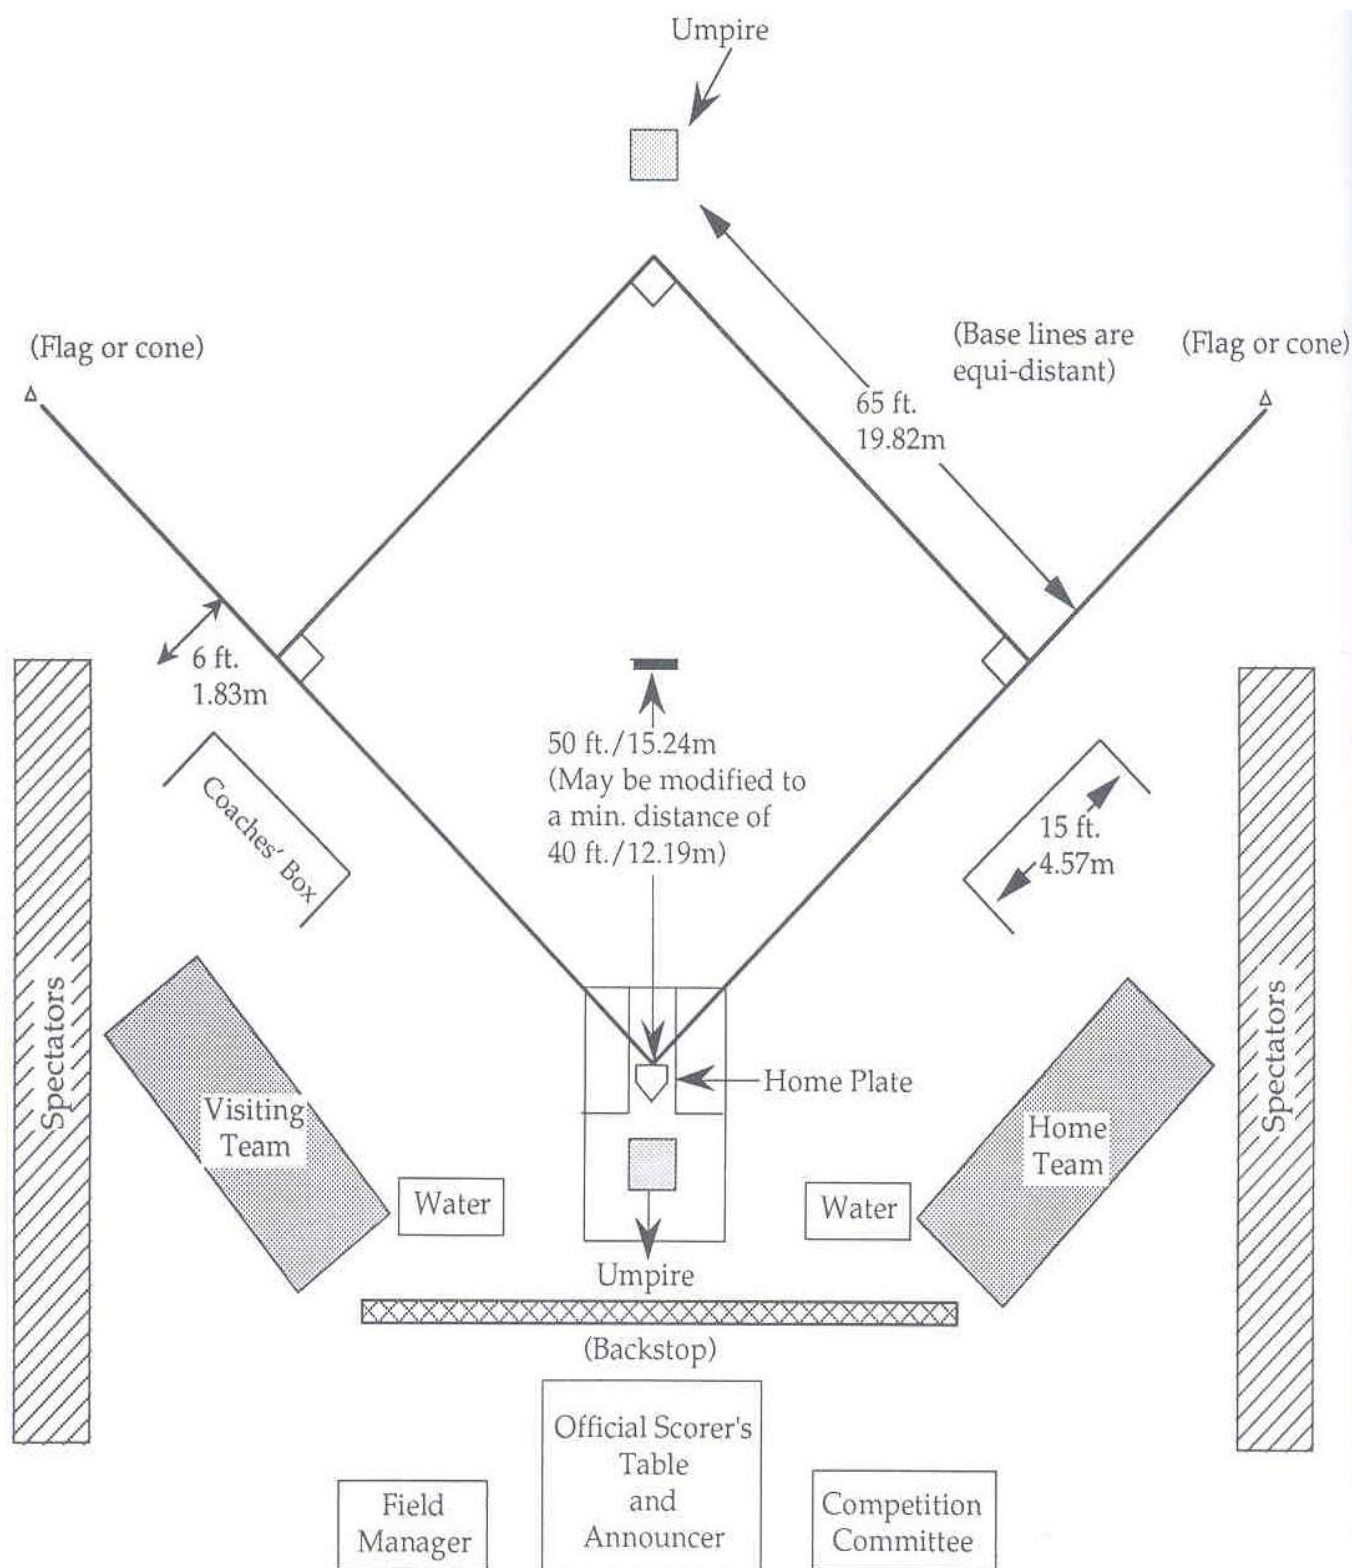 Umpire
(Flag or cone)
(Base lines are
equi-distant)
(Flag or cone)
65 ft.
19.82m
6 ft.
1.83m
50 ft./15.24m
(May be modified to
a min. distance of
40 ft./12.19m)
Coaches' Box
15 ft.
4.57m
Spectators
Spectators
Home Plate
Visiting
Team
Home
Team
Water
Water
Umpire
(Backstop)
Official Scorer's
Table
and
Announcer
Field
Manager
Competition
Committee